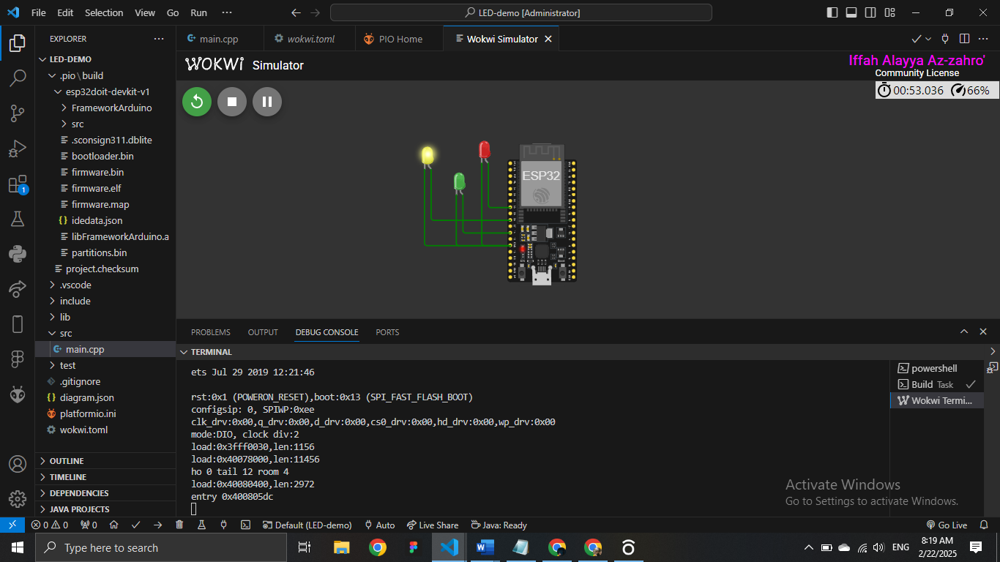 File Edit Selection View Go Run ···
LED-demo [Administrator]
EXPLORER
main.cpp
wokwi.toml
PIO Home
Wokwi Simulator
LED-DEMO
.pio \ build
esp32doit-devkit-v1
FrameworkArduino
src
.sconsign311.dblite
bootloader.bin
firmware.bin
firmware.elf
firmware.map
{} idedata.json
libFrameworkArduino.a
partitions.bin
project.checksum
.vscode
include
lib
src
main.cpp
test
.gitignore
{} diagram.json
platformio.ini
wokwi.toml
OUTLINE
TIMELINE
DEPENDENCIES
JAVA PROJECTS
1
WOKWI Simulator
Iffah Alayya Az-zahro'
Community License
00:53.036 66%
ESP32
PROBLEMS OUTPUT DEBUG CONSOLE PORTS
TERMINAL
ets Jul 29 2019 12:21:46
rst:0x1 (POWERON_RESET),boot:0x13 (SPI_FAST_FLASH_BOOT)
configsip: 0, SPIWP:0xee
clk_drv:0x00,q_drv:0x00,d_drv:0x00,cs0_drv:0x00,hd_drv:0x00,wp_drv:0x00
mode:DIO, clock div:2
load:0x3fff0030,len:1156
load:0x40078000,len:11456
ho 0 tail 12 room 4
load:0x40080400,len:2972
entry 0x400805dc
powershell
Build Task
Wokwi Termi...
Activate Windows
Go to Settings to activate Windows.
0 0 0 Default (LED-demo) Auto Live Share Java: Ready Go Live
Type here to search
ENG
8:19 AM
2/22/2025